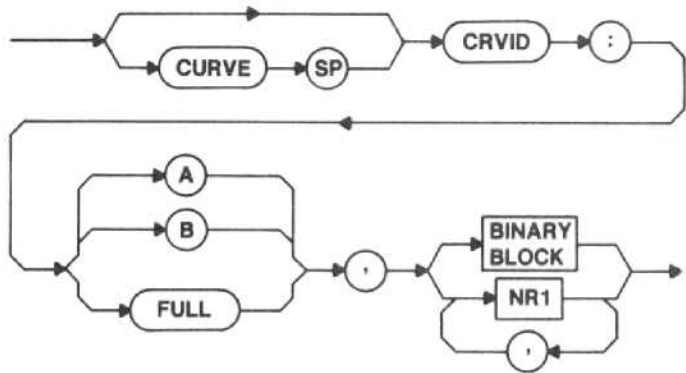 CURVE SP CRVID :
A
B
FULL
,
BINARY
BLOCK
NR1
,